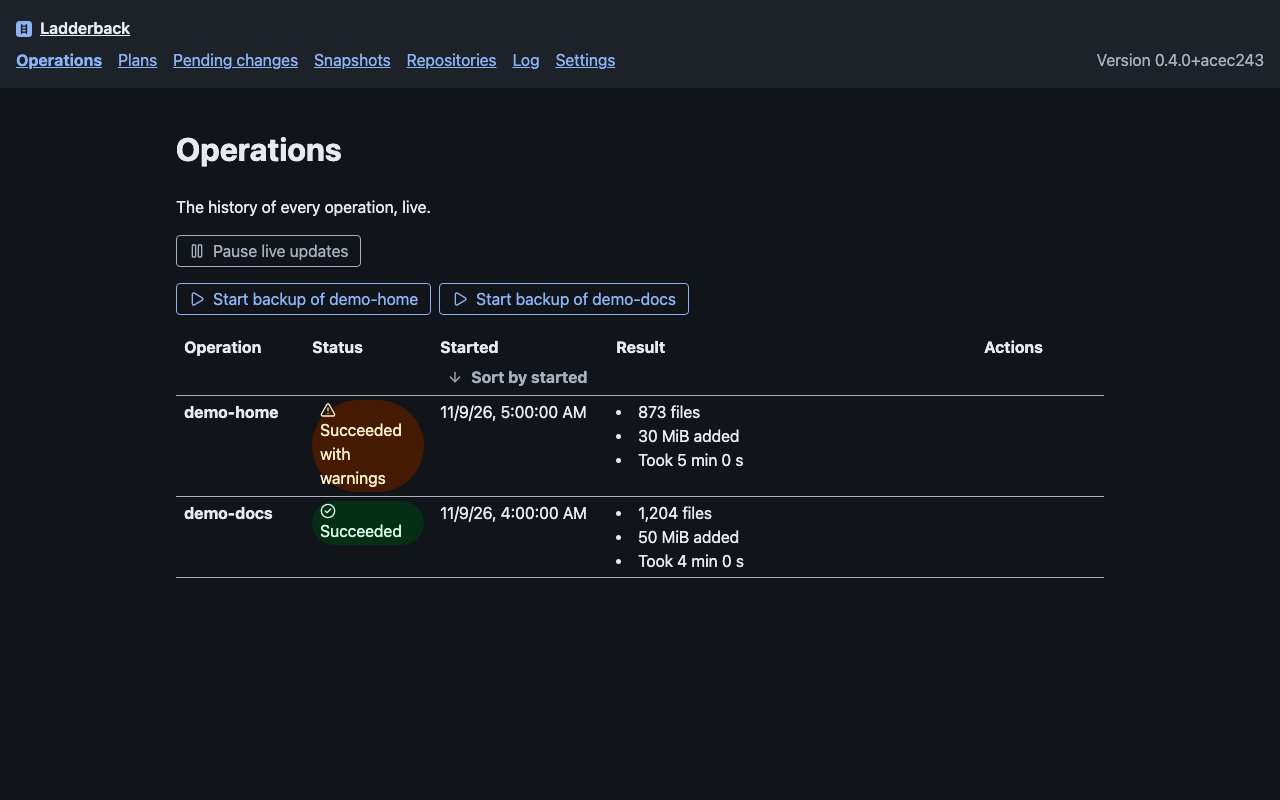 Ladderback
Operations Plans Pending changes Snapshots Repositories Log Settings Version 0.4.0+acec243
Operations
The history of every operation, live.
Pause live updates
Start backup of demo-home Start backup of demo-docs
Operation Status Started Result Actions
Sort by started
demo-home Succeeded with warnings 11/9/26, 5:00:00 AM
873 files
30 MiB added
Took 5 min 0 s
demo-docs Succeeded 11/9/26, 4:00:00 AM
1,204 files
50 MiB added
Took 4 min 0 s